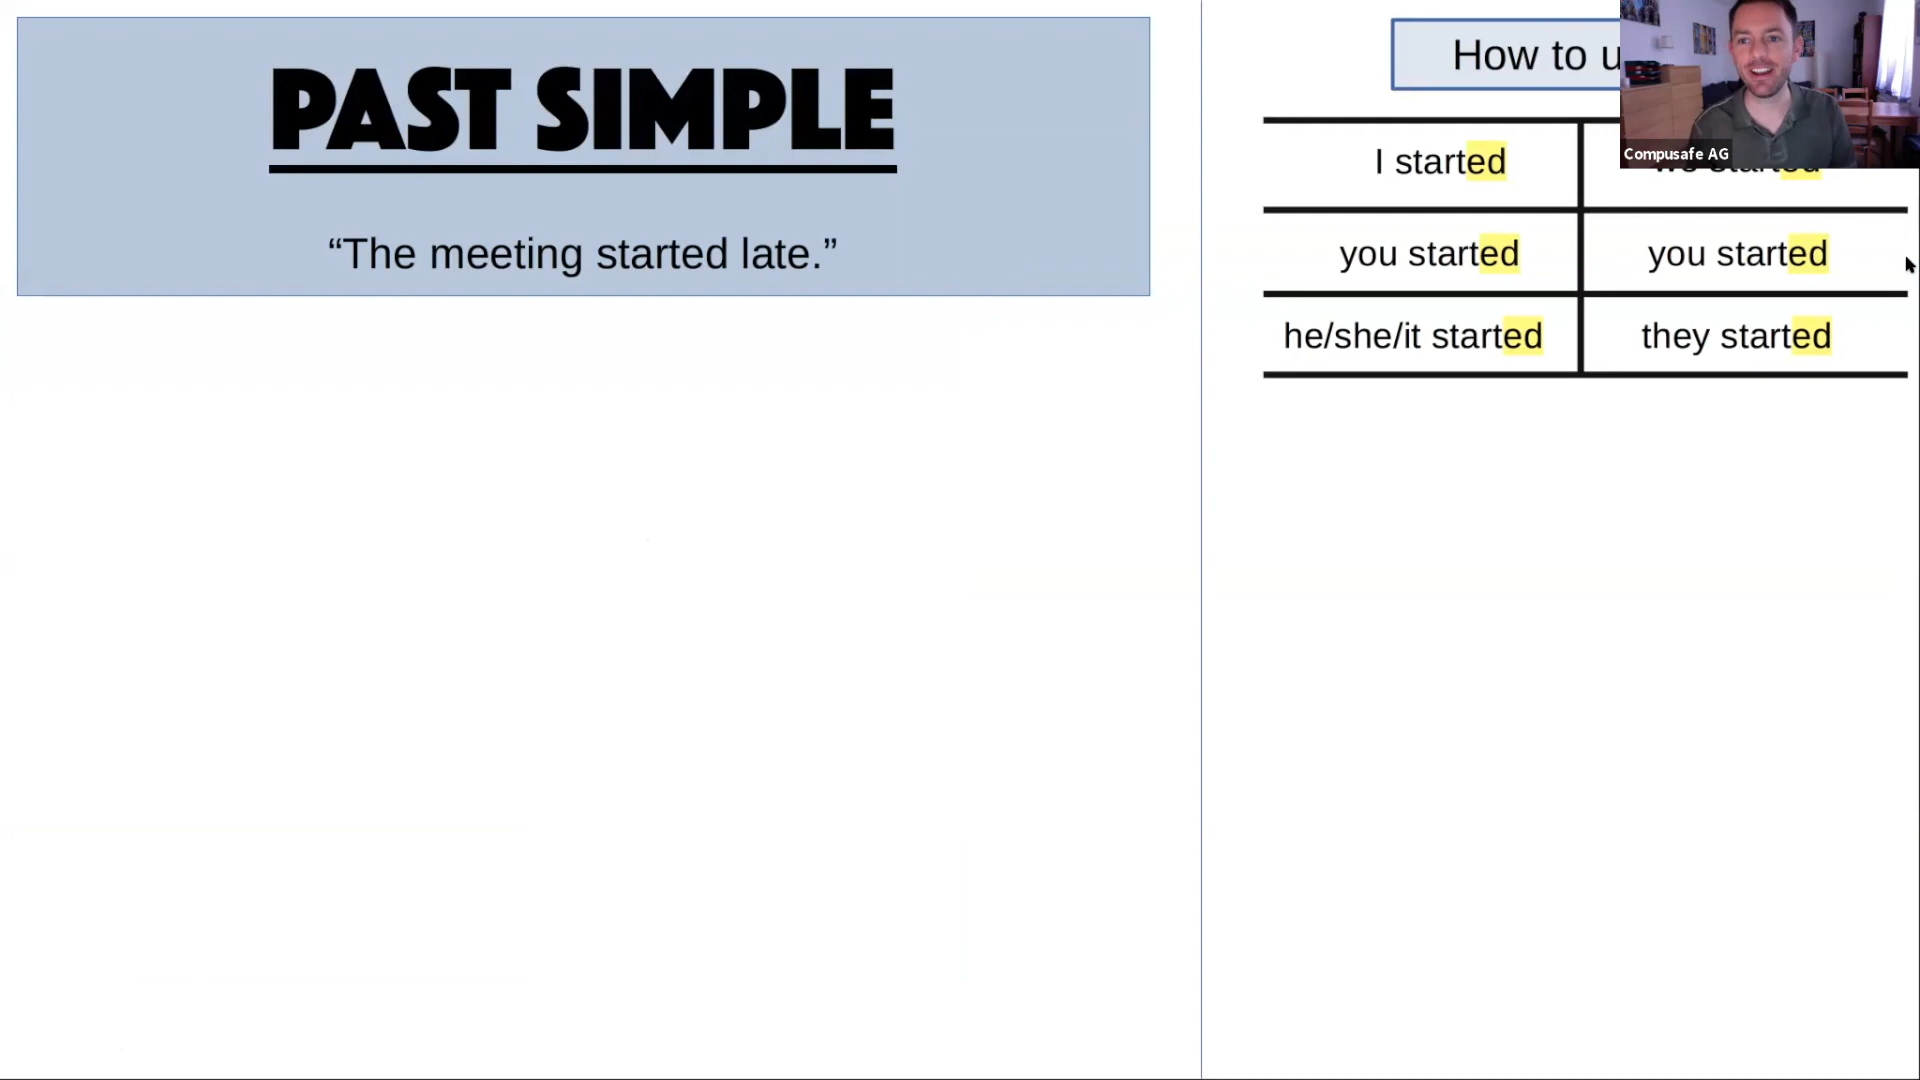 PAST SIMPLE
“The meeting started late.”
How to
I started
you started
you started
he/she/it started
they started
Compusafe AG